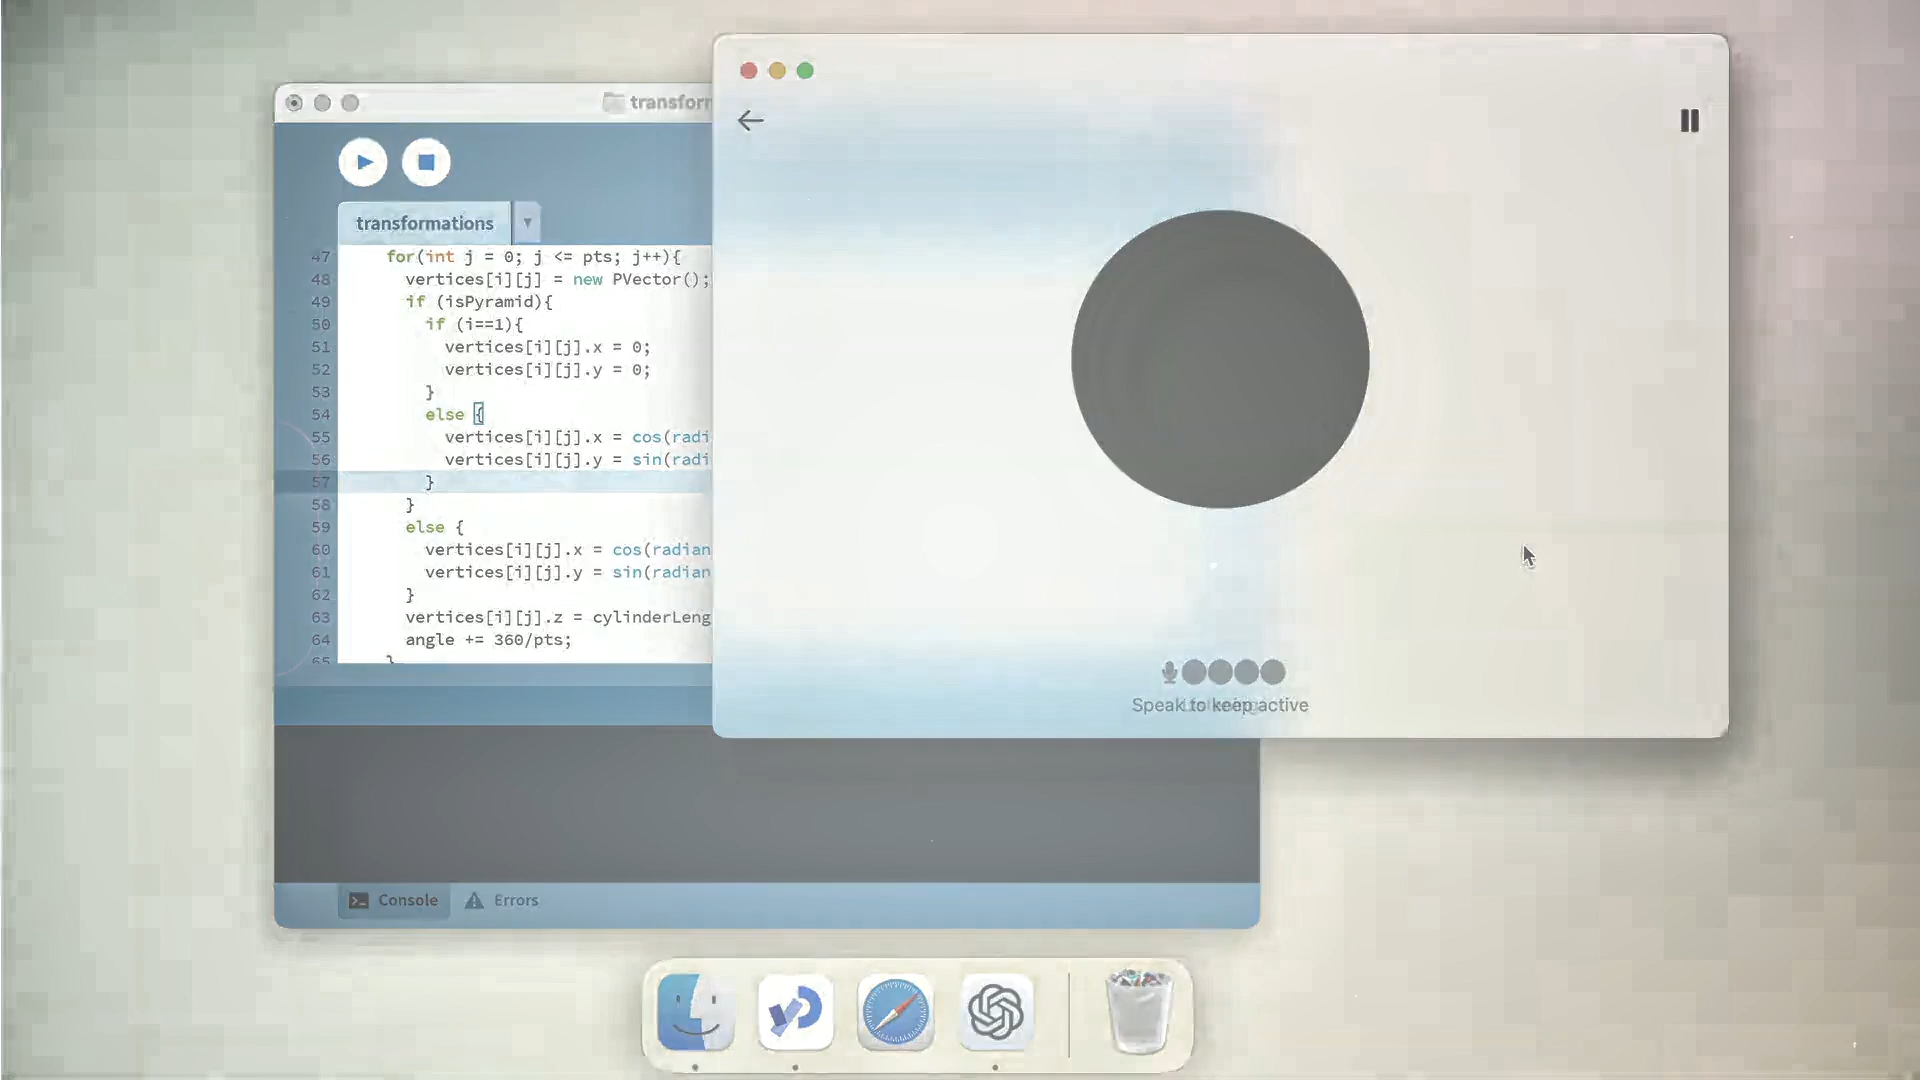 transform
transformations
47 for(int j = 0; j <= pts; j++){
48 vertices[i][j] = new PVector();
49 if (isPyramid){
50 if (i==1){
51 vertices[i][j].x = 0;
52 vertices[i][j].y = 0;
53 }
54 else {
55 vertices[i][j].x = cos(radi
56 vertices[i][j].y = sin(radi
57 }
58 }
59 else {
60 vertices[i][j].x = cos(radian
61 vertices[i][j].y = sin(radian
62 }
63 vertices[i][j].z = cylinderLeng
64 angle += 360/pts;
65 }
Speak to keep active
Console
Errors